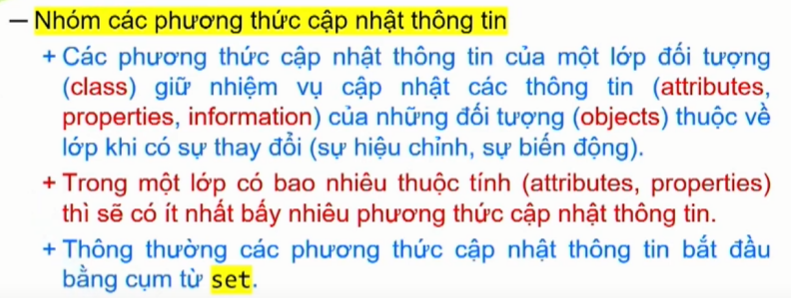 — Nhóm các phương thức cập nhật thông tin
+ Các phương thức cập nhật thông tin của một lớp đối tượng
(class) giữ nhiệm vụ cập nhật các thông tin (attributes,
properties, information) của những đối tượng (objects) thuộc về
lớp khi có sự thay đổi (sự hiệu chỉnh, sự biến động).
+ Trong một lớp có bao nhiêu thuộc tính (attributes, properties)
thì sẽ có ít nhất bấy nhiêu phương thức cập nhật thông tin.
+ Thông thường các phương thức cập nhật thông tin bắt đầu
bằng cụm từ set.